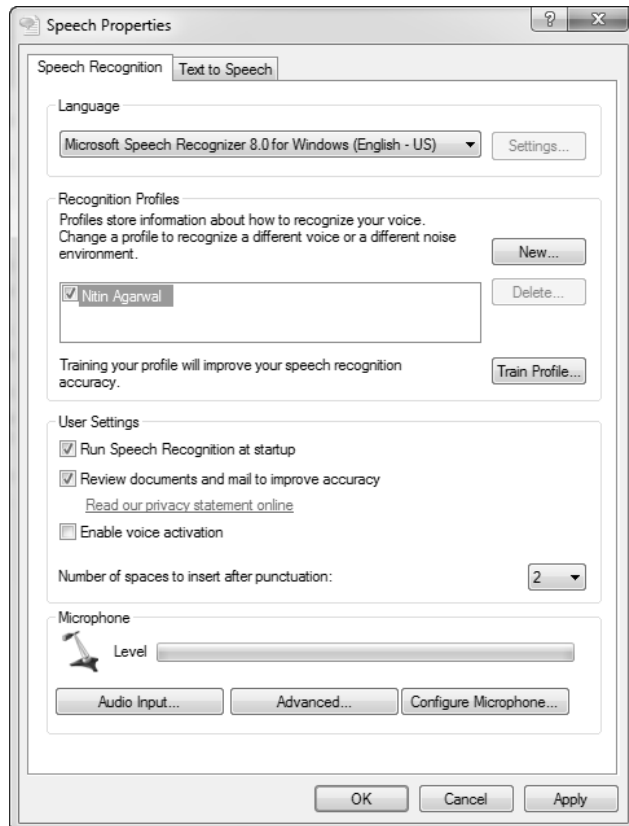 Speech Properties
?
Speech Recognition Text to Speech
Language
Microsoft Speech Recognizer 8.0 for Windows (English - US) Settings...
Recognition Profiles
Profiles store information about how to recognize your voice.
Change a profile to recognize a different voice or a different noise
environment.
New...
Nitin Agarwal
Delete...
Training your profile will improve your speech recognition
accuracy.
Train Profile...
User Settings
Run Speech Recognition at startup
Review documents and mail to improve accuracy
Read our privacy statement online
Enable voice activation
Number of spaces to insert after punctuation: 2
Microphone
Level
Audio Input... Advanced... Configure Microphone...
OK Cancel Apply